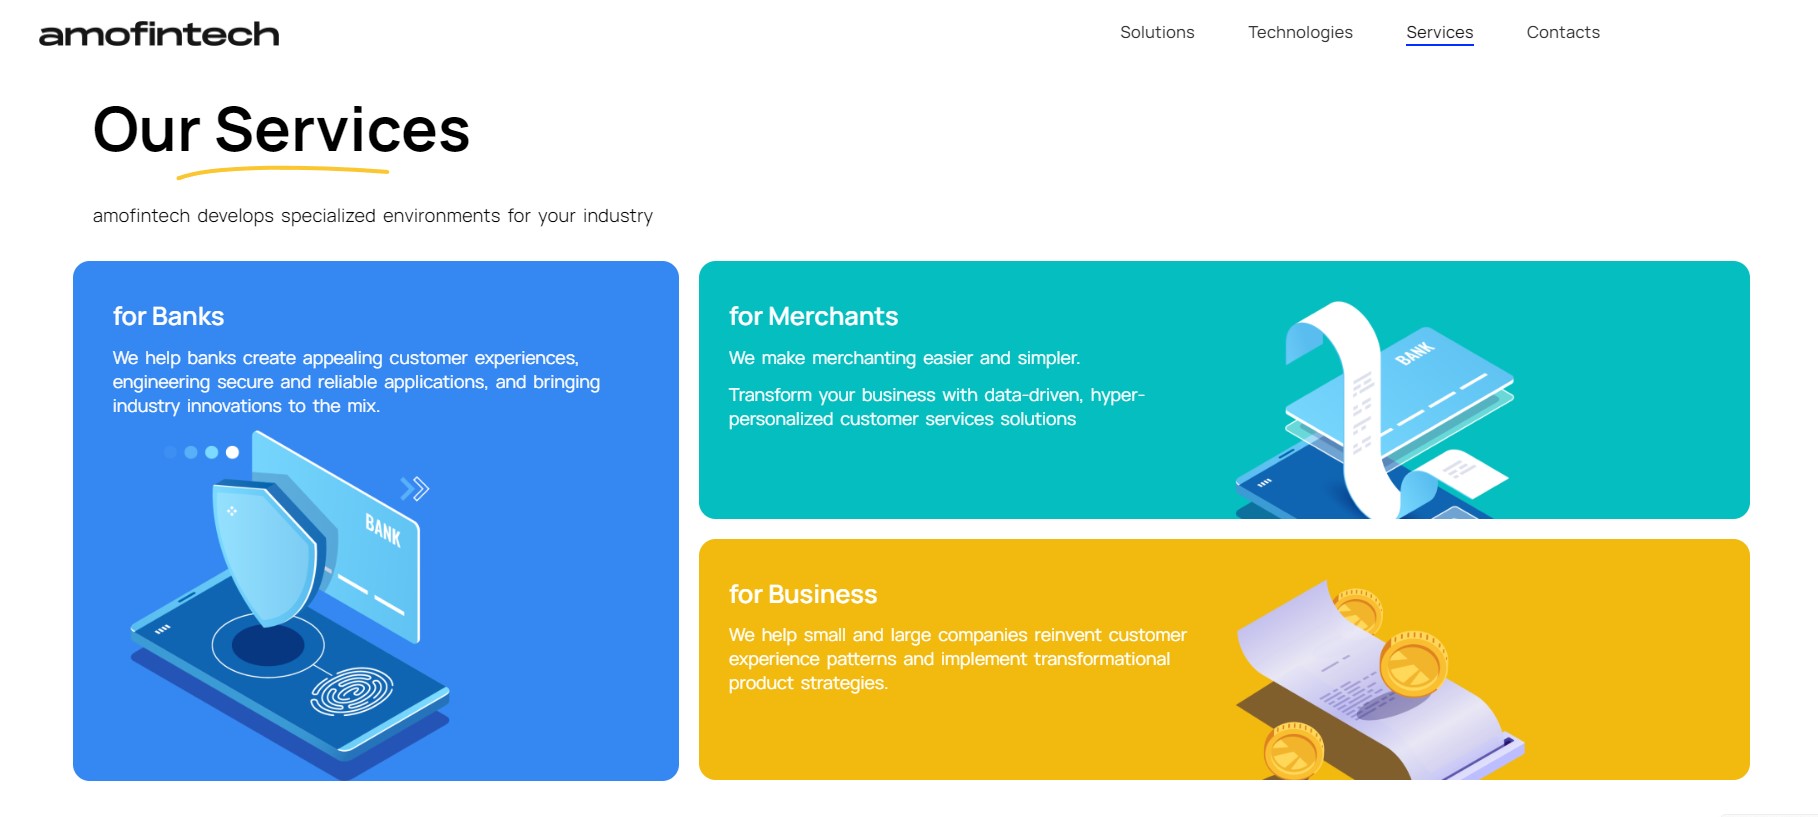 amofintech
Solutions
Technologies
Services
Contacts
Our Services
amofintech develops specialized environments for your industry
for Banks
We help banks create appealing customer experiences,
engineering secure and reliable applications, and bringing
industry innovations to the mix.
BANK
for Merchants
We make merchanting easier and simpler.
Transform your business with data-driven, hyper-
personalized customer services solutions
BANK
for Business
We help small and large companies reinvent customer
experience patterns and implement transformational
product strategies.